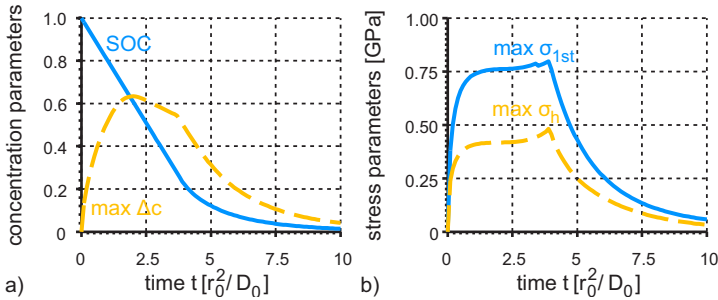 concentration parameters
1.0
0.8
0.6
0.4
0.2
0
SOC
max Δc
0 2.5 5 7.5 10
time t [r₀²/D₀]
a)
stress parameters [GPa]
1.00
0.75
0.50
0.25
0
max σ₁ₛₜ
max σₕ
0 2.5 5 7.5 10
time t [r₀²/D₀]
b)